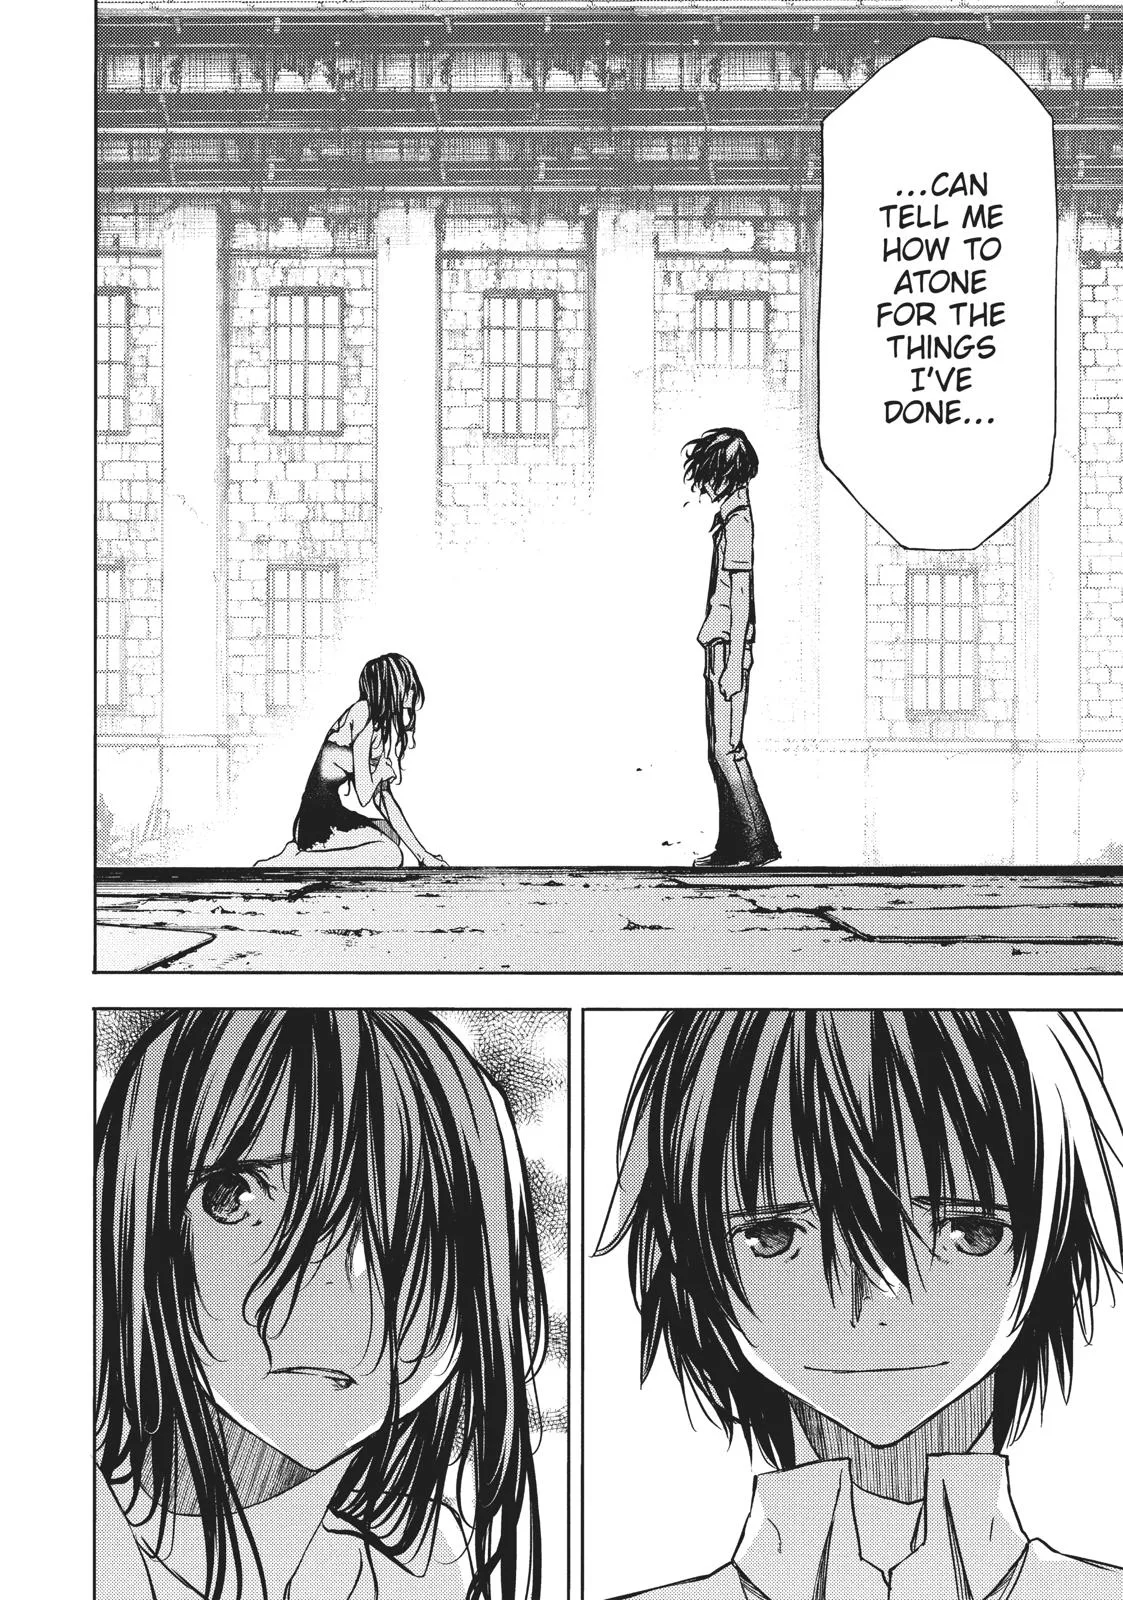 ...CAN
TELL ME
HOW TO
ATONE
FOR THE
THINGS
I'VE
DONE...